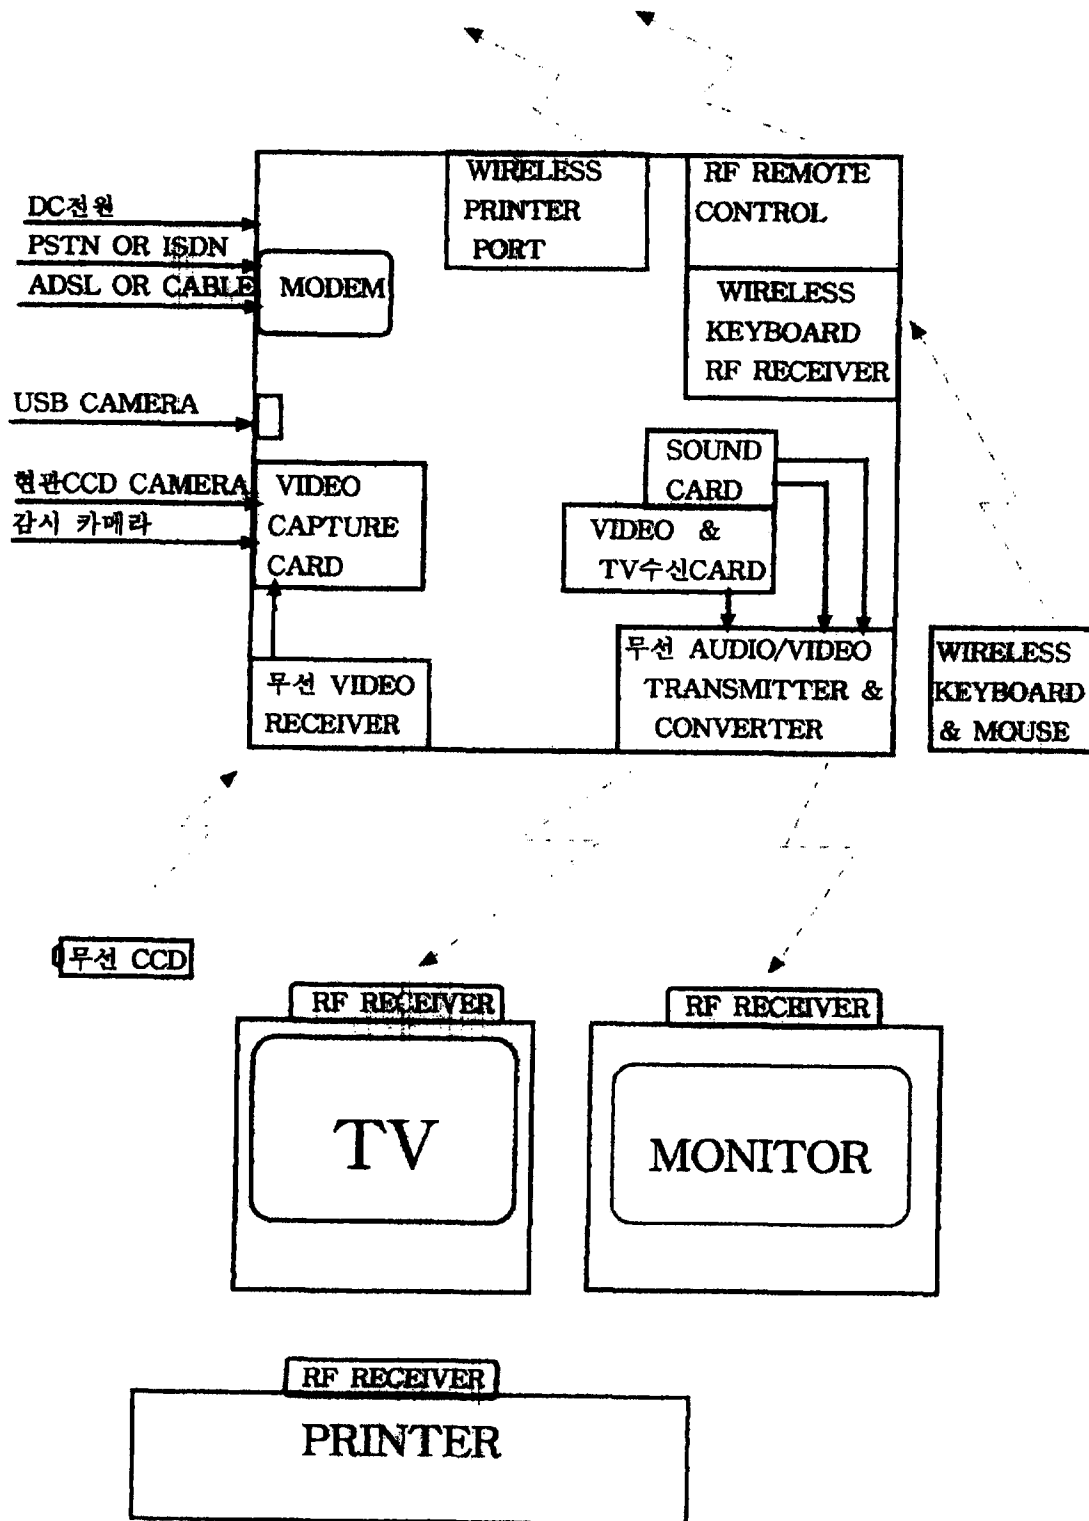 WIRELESS
PRINTER
PORT
RF REMOTE
CONTROL
DC전원
PSTN OR ISDN
ADSL OR CABLE
MODEM
WIRELESS
KEYBOARD
RF RECEIVER
USB CAMERA
현관CCD CAMERA
감시 카메라
VIDEO
CAPTURE
CARD
SOUND
CARD
VIDEO &
TV수신CARD
무선 VIDEO
RECEIVER
무선 AUDIO/VIDEO
TRANSMITTER &
CONVERTER
WIRELESS
KEYBOARD
& MOUSE
무선 CCD
RF RECEIVER
TV
RF RECEIVER
MONITOR
RF RECEIVER
PRINTER